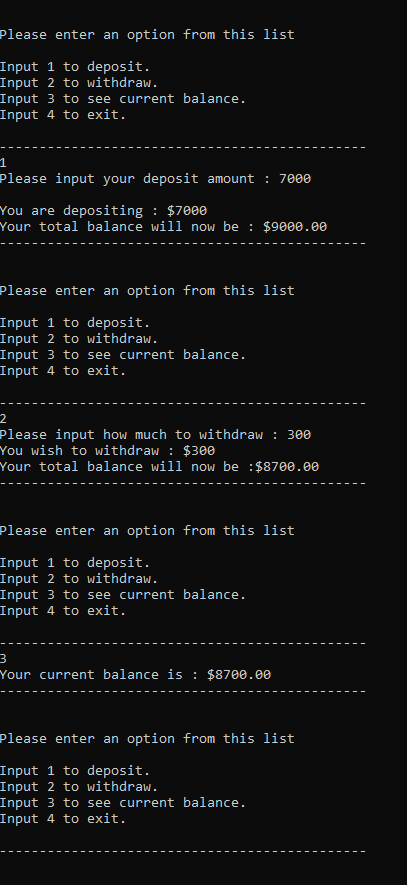 Please enter an option from this list
Input 1 to deposit.
Input 2 to withdraw.
Input 3 to see current balance.
Input 4 to exit.
----------------------------------------------
1
Please input your deposit amount : 7000
You are depositing : $7000
Your total balance will now be : $9000.00
----------------------------------------------
Please enter an option from this list
Input 1 to deposit.
Input 2 to withdraw.
Input 3 to see current balance.
Input 4 to exit.
----------------------------------------------
2
Please input how much to withdraw : 300
You wish to withdraw : $300
Your total balance will now be :$8700.00
----------------------------------------------
Please enter an option from this list
Input 1 to deposit.
Input 2 to withdraw.
Input 3 to see current balance.
Input 4 to exit.
----------------------------------------------
3
Your current balance is : $8700.00
----------------------------------------------
Please enter an option from this list
Input 1 to deposit.
Input 2 to withdraw.
Input 3 to see current balance.
Input 4 to exit.
----------------------------------------------